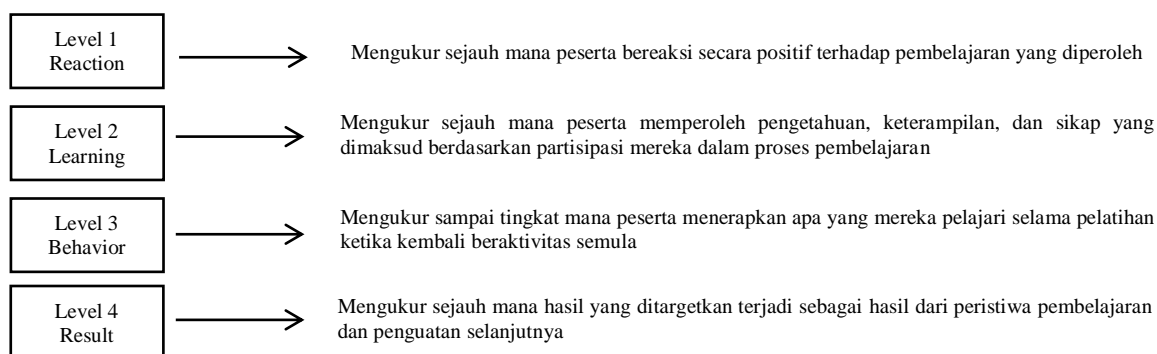 Level 1
Reaction
Mengukur sejauh mana peserta bereaksi secara positif terhadap pembelajaran yang diperoleh
Level 2
Learning
Mengukur sejauh mana peserta memperoleh pengetahuan, keterampilan, dan sikap yang
dimaksud berdasarkan partisipasi mereka dalam proses pembelajaran
Level 3
Behavior
Mengukur sampai tingkat mana peserta menerapkan apa yang mereka pelajari selama pelatihan
ketika kembali beraktivitas semula
Level 4
Result
Mengukur sejauh mana hasil yang ditargetkan terjadi sebagai hasil dari peristiwa pembelajaran
dan penguatan selanjutnya